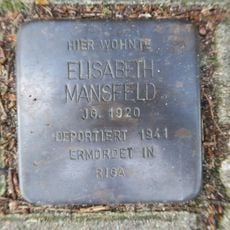 HIER WOHNTE
ELISABETH
MANSFELD
JG. 1920
DEPORTIERT 1941
ERMORDET IN
RIGA